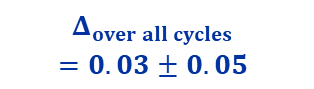 Δover all cycles
= 0.03 ± 0.05